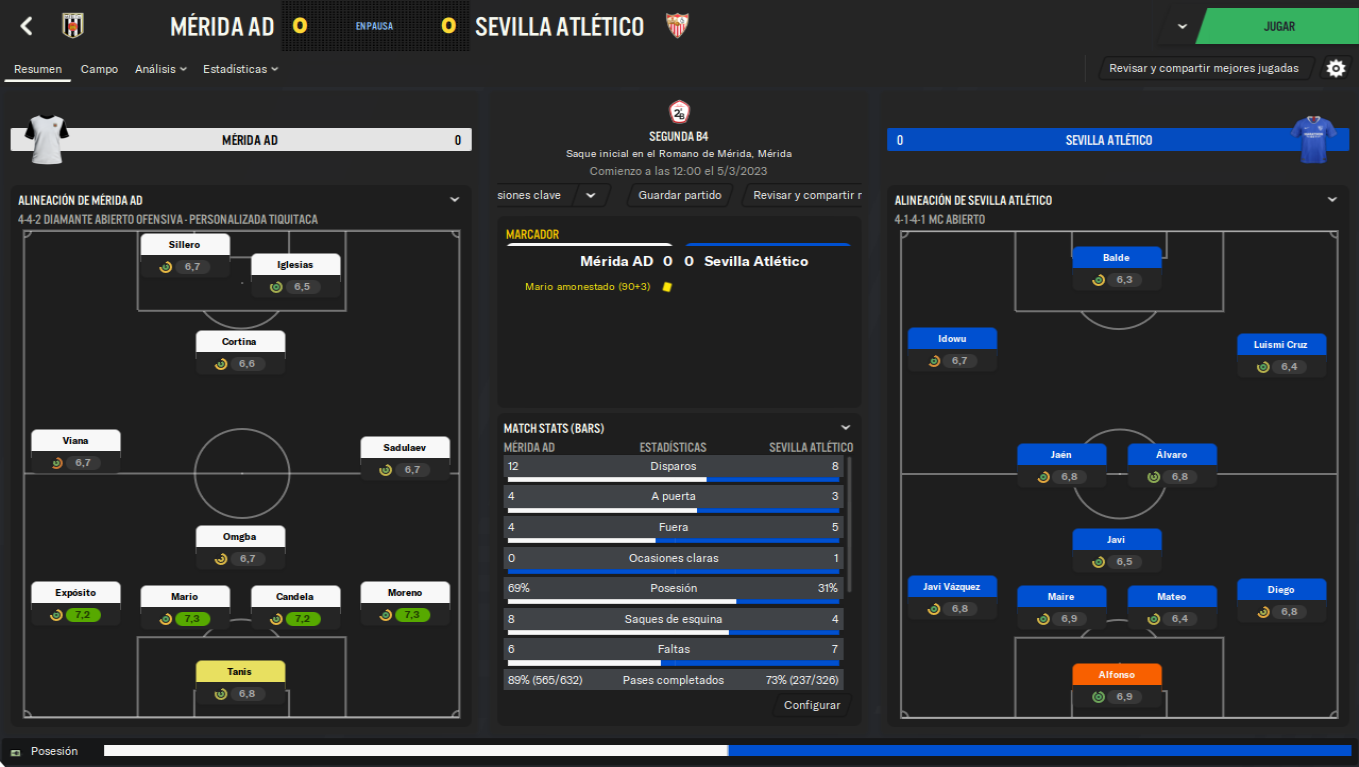 MÉRIDA AD 0 EN PAUSA 0 SEVILLA ATLÉTICO
JUGAR
Resumen Campo Análisis Estadísticas
Revisar y compartir mejores jugadas
MÉRIDA AD 0
ALINEACIÓN DE MÉRIDA AD
4-4-2 DIAMANTE ABIERTO OFENSIVA - PERSONALIZADA TIQUITACA
Sillero
6,7
Iglesias
6,5
Cortina
6,6
Viana
6,7
Sadulaev
6,7
Omgba
6,7
Expósito
7,2
Mario
7,3
Candela
7,2
Moreno
7,3
Tanis
6,8
2ªB
SEGUNDA B4
Saque inicial en el Romano de Mérida, Mérida
Comienzo a las 12:00 el 5/3/2023
siones clave Guardar partido Revisar y compartir r
MARCADOR
Mérida AD 0 0 Sevilla Atlético
Mario amonestado (90+3)
MATCH STATS (BARS)
MÉRIDA AD ESTADÍSTICAS SEVILLA ATLÉTICO
12 Disparos 8
4 A puerta 3
4 Fuera 5
0 Ocasiones claras 1
69% Posesión 31%
8 Saques de esquina 4
6 Faltas 7
89% (565/632) Pases completados 73% (237/326)
Configurar
0 SEVILLA ATLÉTICO
ALINEACIÓN DE SEVILLA ATLÉTICO
4-1-4-1 MC ABIERTO
Balde
6,3
Idowu
6,7
Luismi Cruz
6,4
Jaén
6,8
Álvaro
6,8
Javi
6,5
Javi Vázquez
6,8
Maire
6,9
Mateo
6,4
Diego
6,8
Alfonso
6,9
Posesión